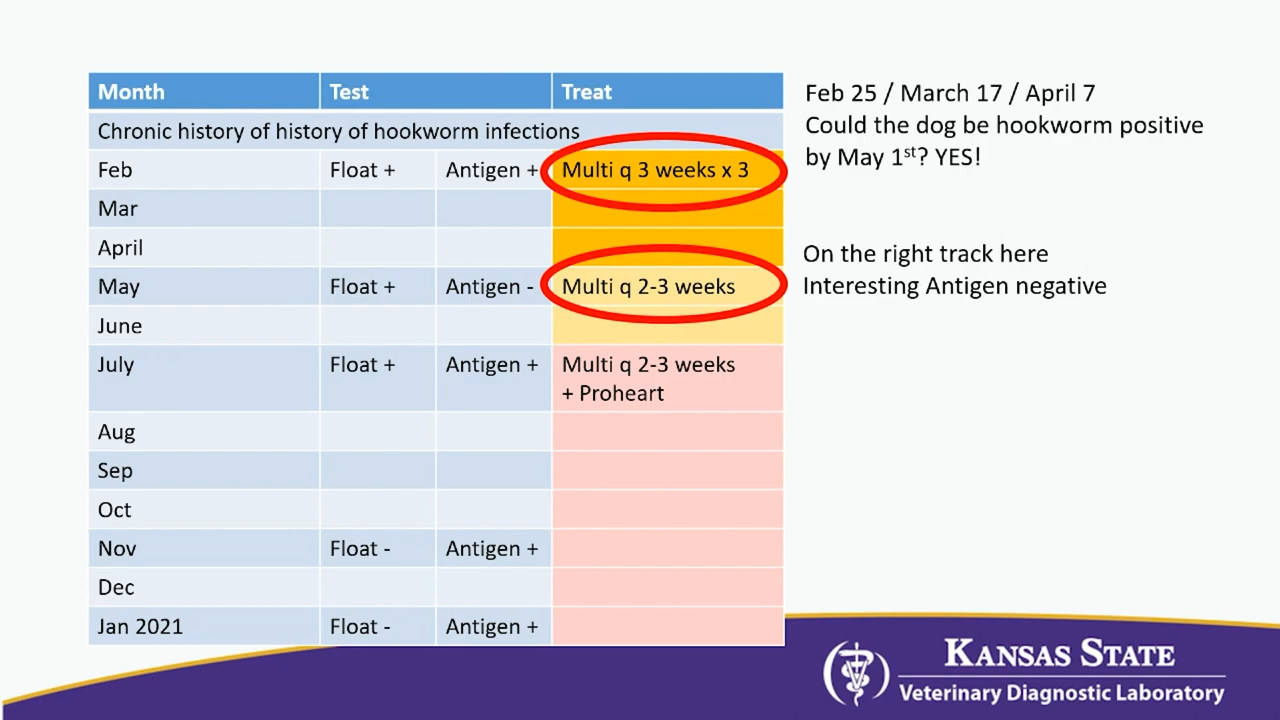 Month Test Treat
Chronic history of history of hookworm infections
Feb Float + Antigen + Multi q 3 weeks x 3
Mar
April
May Float + Antigen - Multi q 2-3 weeks
June
July Float + Antigen + Multi q 2-3 weeks
+ Proheart
Aug
Sep
Oct
Nov Float - Antigen +
Dec
Jan 2021 Float - Antigen +
Feb 25 / March 17 / April 7
Could the dog be hookworm positive
by May 1st? YES!
On the right track here
Interesting Antigen negative
KANSAS STATE
Veterinary Diagnostic Laboratory